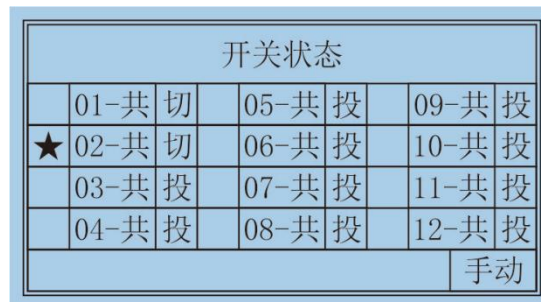 开关状态
01-共 切 05-共 投 09-共 投
★ 02-共 切 06-共 投 10-共 投
03-共 投 07-共 投 11-共 投
04-共 投 08-共 投 12-共 投
手动